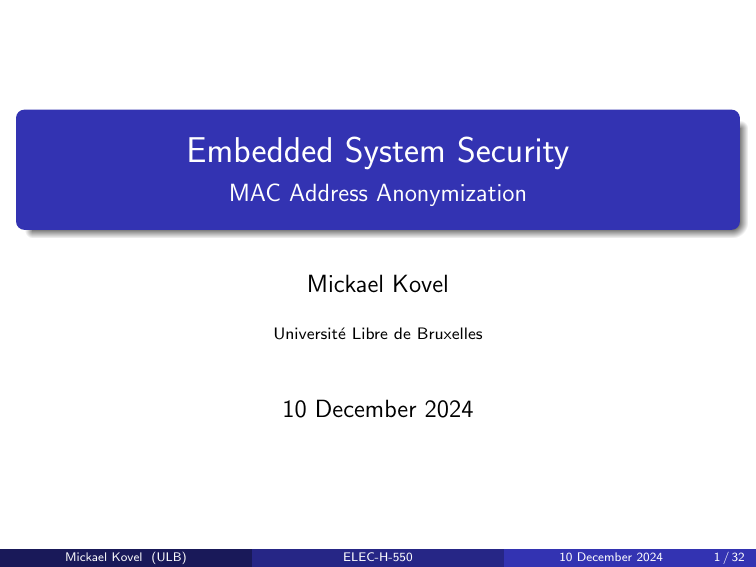 Embedded System Security
MAC Address Anonymization
Mickael Kovel
Université Libre de Bruxelles
10 December 2024
Mickael Kovel (ULB) ELEC-H-550 10 December 2024 1 / 32